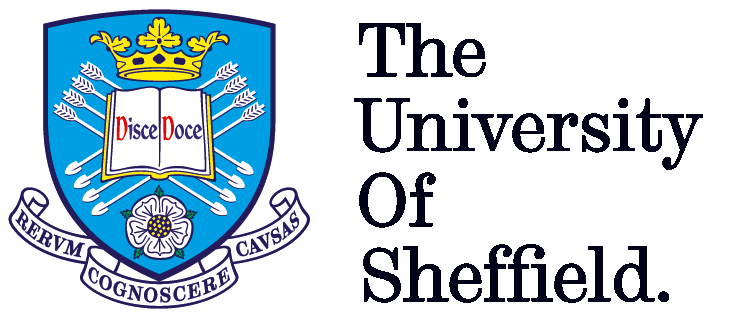 Disce Doce
RERVM COGNOSCERE CAVSAS
The
University
Of
Sheffield.